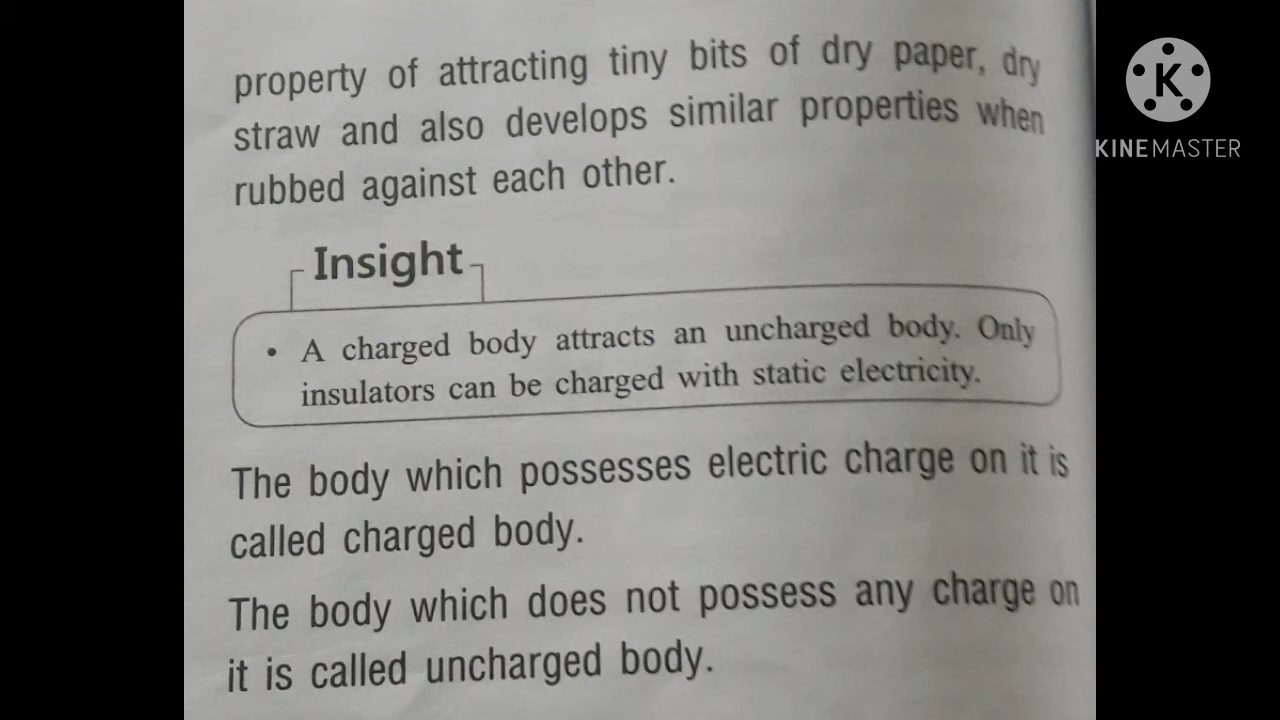 property of attracting tiny bits of dry paper, dry
straw and also develops similar properties when
rubbed against each other.
Insight
• A charged body attracts an uncharged body. Only
insulators can be charged with static electricity.
The body which possesses electric charge on it is
called charged body.
The body which does not possess any charge on
it is called uncharged body.
K
KINEMASTER